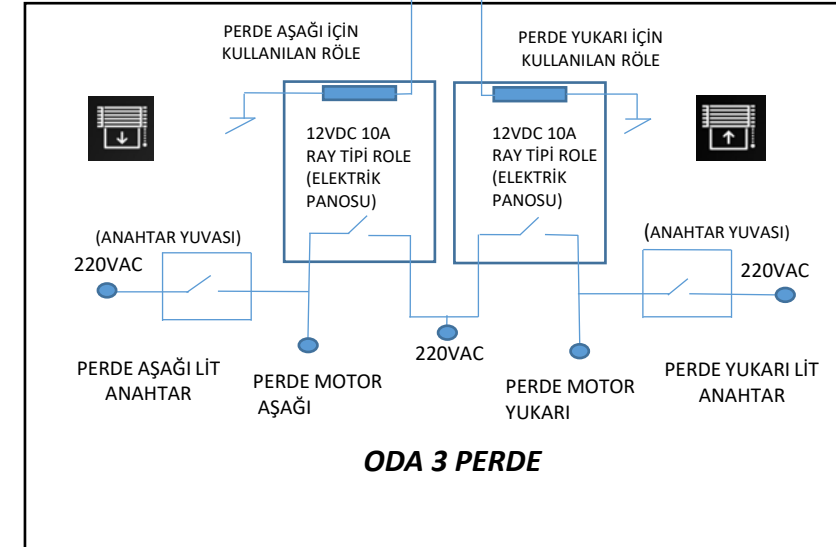 PERDE AŞAĞI İÇİN
KULLANILAN RÖLE
PERDE YUKARI İÇİN
KULLANILAN RÖLE
12VDC 10A
RAY TİPİ ROLE
(ELEKTRİK
PANOSU)
12VDC 10A
RAY TİPİ ROLE
(ELEKTRİK
PANOSU)
(ANAHTAR YUVASI)
220VAC
(ANAHTAR YUVASI)
220VAC
220VAC
PERDE AŞAĞI LİT
ANAHTAR
PERDE MOTOR
AŞAĞI
PERDE MOTOR
YUKARI
PERDE YUKARI LİT
ANAHTAR
ODA 3 PERDE